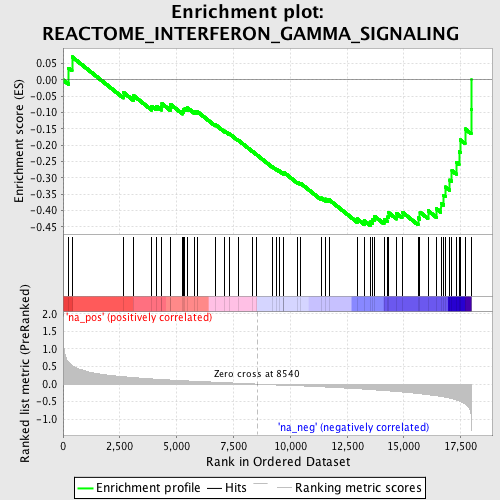 Enrichment plot:
REACTOME_INTERFERON_GAMMA_SIGNALING
Enrichment score (ES)
0.05
0.00
-0.05
-0.10
-0.15
-0.20
-0.25
-0.30
-0.35
-0.40
-0.45
'na_pos' (positively correlated)
Ranked list metric (PreRanked)
2.0
1.5
1.0
0.5
0.0
-0.5
-1.0
Zero cross at 8540
'na_neg' (negatively correlated)
0
2,500
5,000
7,500
10,000
12,500
15,000
17,500
Rank in Ordered Dataset
Enrichment profile
Hits
Ranking metric scores